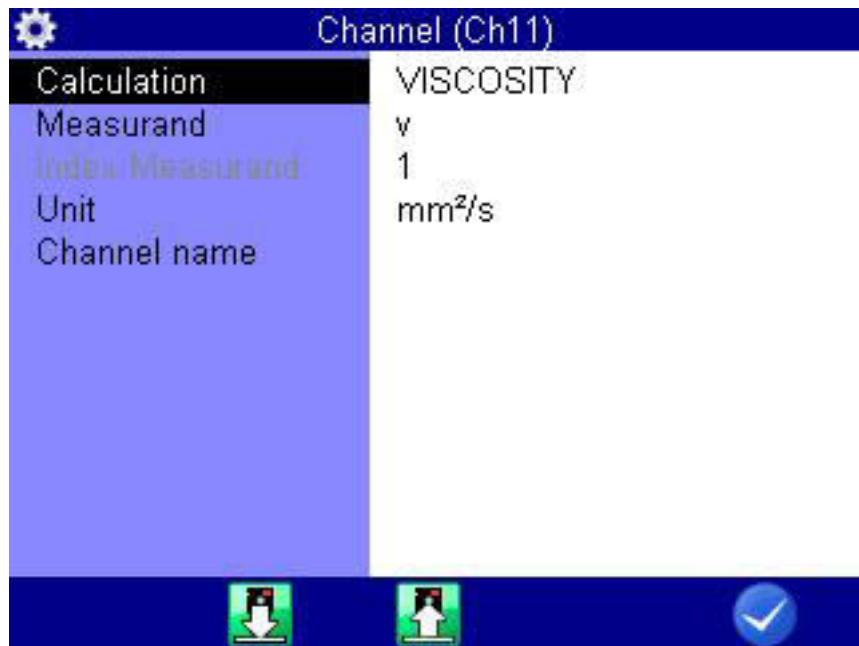 Channel (Ch11)
Calculation VISCOSITY
Measurand v
Index Measurand 1
Unit mm²/s
Channel name